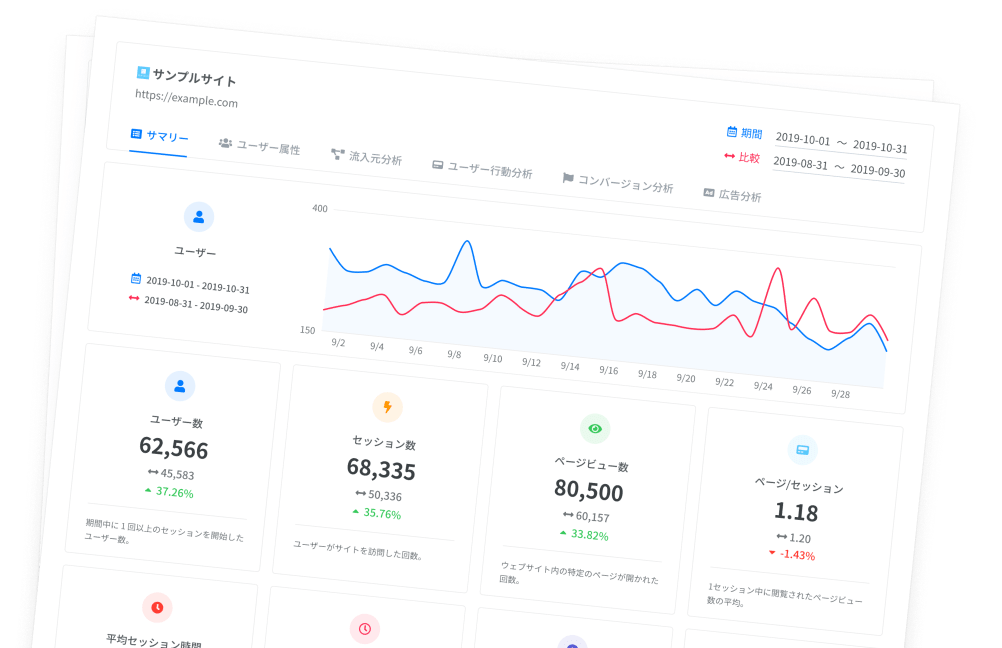 サンプルサイト
https://example.com
期間 2019-10-01 ～ 2019-10-31
比較 2019-08-31 ～ 2019-09-30
サマリー ユーザー属性 流入元分析 ユーザー行動分析 コンバージョン分析 広告分析
ユーザー
2019-10-01 - 2019-10-31
2019-08-31 - 2019-09-30
400
150
9/2 9/4 9/6 9/8 9/10 9/12 9/14 9/16 9/18 9/20 9/22 9/24 9/26 9/28
ユーザー数
62,566
45,583
37.26%
期間中に 1 回以上のセッションを開始した
ユーザー数。
セッション数
68,335
50,336
35.76%
ユーザーがサイトを訪問した回数。
ページビュー数
80,500
60,157
33.82%
ウェブサイト内の特定のページが開かれた
回数。
ページ/セッション
1.18
1.20
-1.43%
1セッション中に閲覧されたページビュー
数の平均。
平均セッション時間